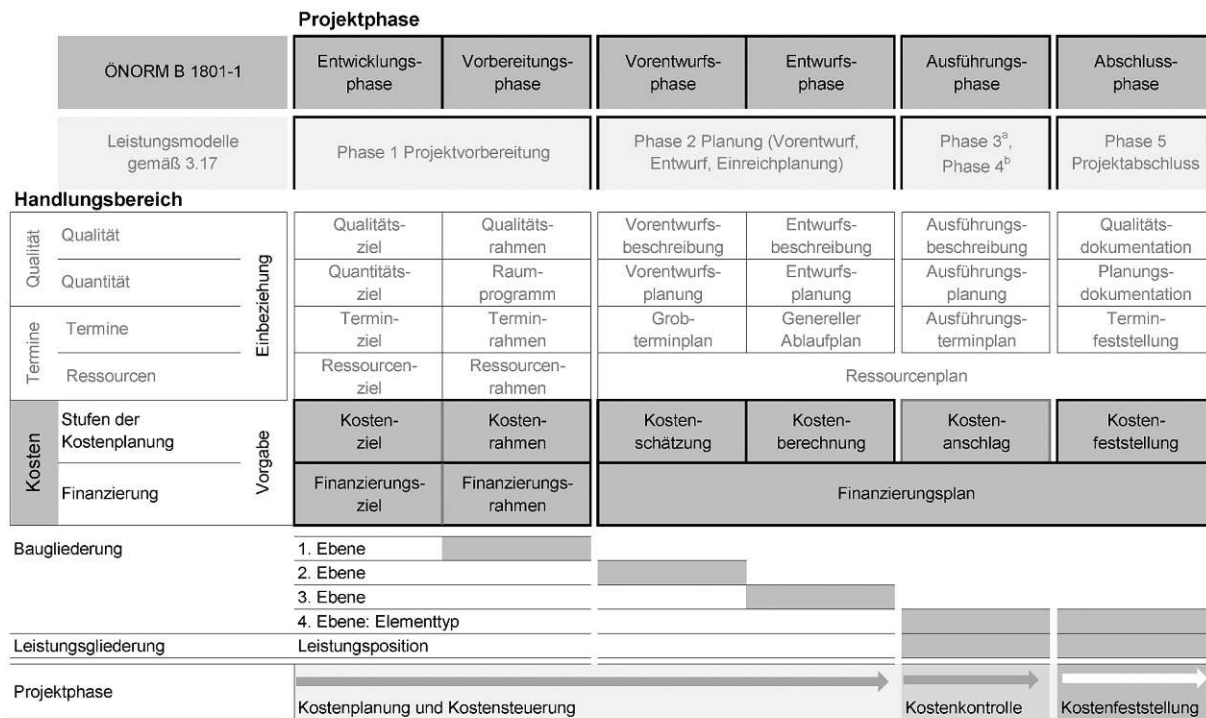 Projektphase
ÖNORM B 1801-1
Entwicklungs-
phase
Vorbereitungs-
phase
Vorentwurfs-
phase
Entwurfs-
phase
Ausführungs-
phase
Abschluss-
phase
Leistungsmodelle
gemäß 3.17
Phase 1 Projektvorbereitung
Phase 2 Planung (Vorentwurf,
Entwurf, Einreichplanung)
Phase 3ª,
Phase 4ᵇ
Phase 5
Projektabschluss
Handlungsbereich
Qualität
Qualität
Einbeziehung
Qualitäts-
ziel
Qualitäts-
rahmen
Vorentwurfs-
beschreibung
Entwurfs-
beschreibung
Ausführungs-
beschreibung
Qualitäts-
dokumentation
Quantität
Quantitäts-
ziel
Raum-
programm
Vorentwurfs-
planung
Entwurfs-
planung
Ausführungs-
planung
Planungs-
dokumentation
Termine
Termine
Termin-
ziel
Termin-
rahmen
Grob-
terminplan
Genereller
Ablaufplan
Ausführungs-
terminplan
Termin-
feststellung
Ressourcen
Ressourcen-
ziel
Ressourcen-
rahmen
Ressourcenplan
Kosten
Stufen der
Kostenplanung
Vorgabe
Kosten-
ziel
Kosten-
rahmen
Kosten-
schätzung
Kosten-
berechnung
Kosten-
anschlag
Kosten-
feststellung
Finanzierung
Finanzierungs-
ziel
Finanzierungs-
rahmen
Finanzierungsplan
Baugliederung
1. Ebene
2. Ebene
3. Ebene
4. Ebene: Elementtyp
Leistungsgliederung
Leistungsposition
Projektphase
Kostenplanung und Kostensteuerung
Kostenkontrolle
Kostenfeststellung